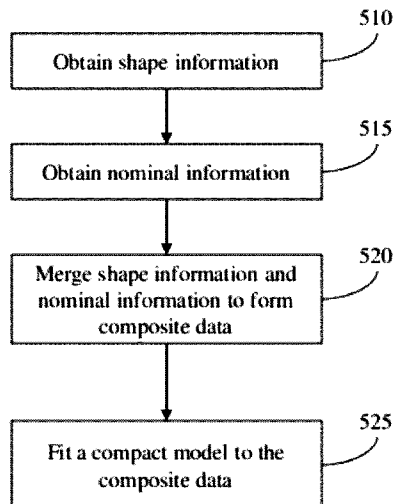 510
Obtain shape information
515
Obtain nominal information
520
Merge shape information and
nominal information to form
composite data
525
Fit a compact model to the
composite data